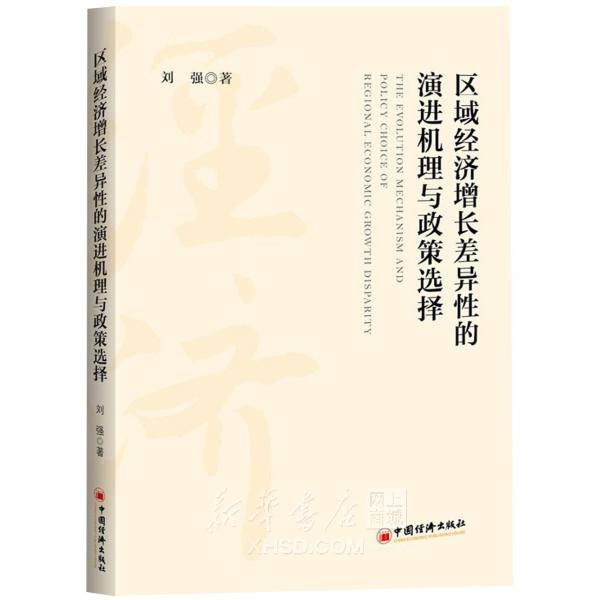 区域经济增长差异性的演进机理与政策选择
刘 强◎著
中国经济出版社
刘 强◎著
区域经济增长差异性的
演进机理与政策选择
THE EVOLUTION MECHANISM AND
POLICY CHOICE OF
REGIONAL ECONOMIC GROWTH DISPARITY
经济
中国经济出版社
新华书店
网上
商城
XHSD.COM